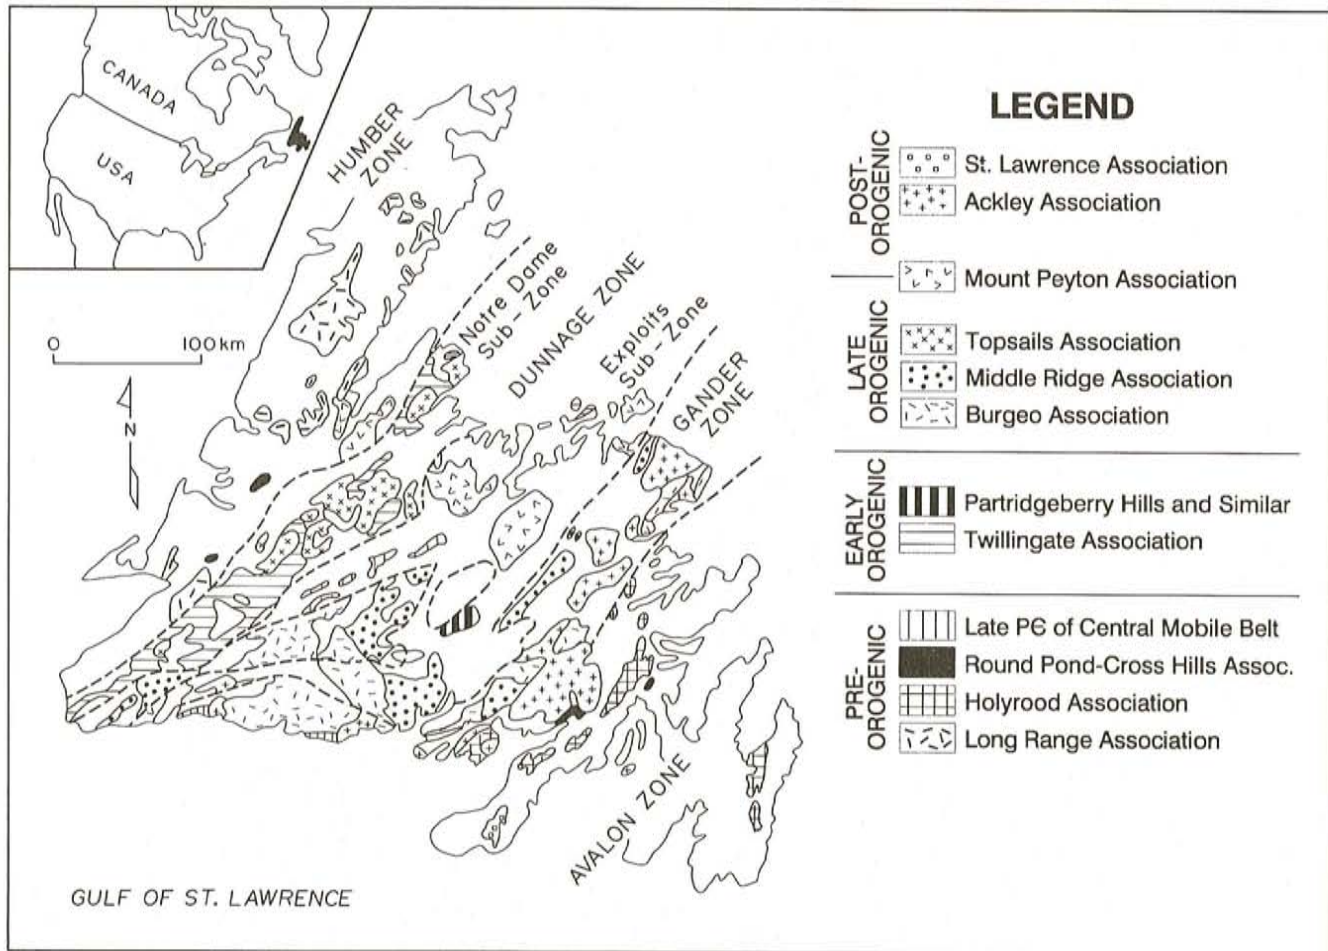 CANADA
USA
0 100 km
N
HUMBER
ZONE
Notre Dame
Sub-Zone
DUNNAGE ZONE
Exploits
Sub-Zone
GANDER
ZONE
AVALON ZONE
GULF OF ST. LAWRENCE
LEGEND
POST-
OROGENIC
St. Lawrence Association
Ackley Association
Mount Peyton Association
LATE
OROGENIC
Topsails Association
Middle Ridge Association
Burgeo Association
EARLY
OROGENIC
Partridgeberry Hills and Similar
Twillingate Association
PRE-
OROGENIC
Late PЄ of Central Mobile Belt
Round Pond-Cross Hills Assoc.
Holyrood Association
Long Range Association